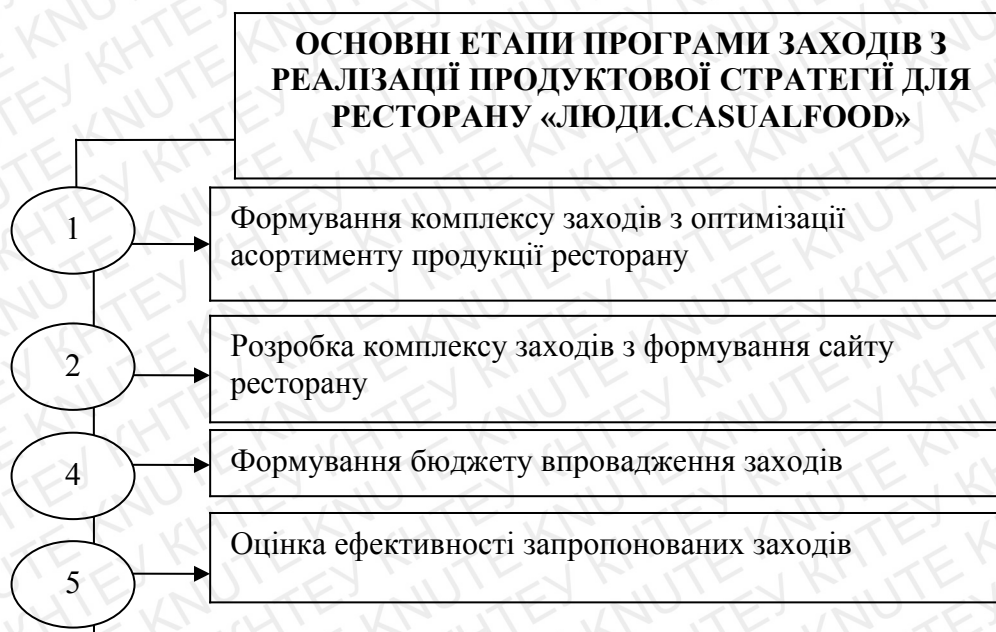 ОСНОВНІ ЕТАПИ ПРОГРАМИ ЗАХОДІВ З
РЕАЛІЗАЦІЇ ПРОДУКТОВОЇ СТРАТЕГІЇ ДЛЯ
РЕСТОРАНУ «ЛЮДИ.CASUALFOOD»
1
Формування комплексу заходів з оптимізації
асортименту продукції ресторану
2
Розробка комплексу заходів з формування сайту
ресторану
4
Формування бюджету впровадження заходів
5
Оцінка ефективності запропонованих заходів